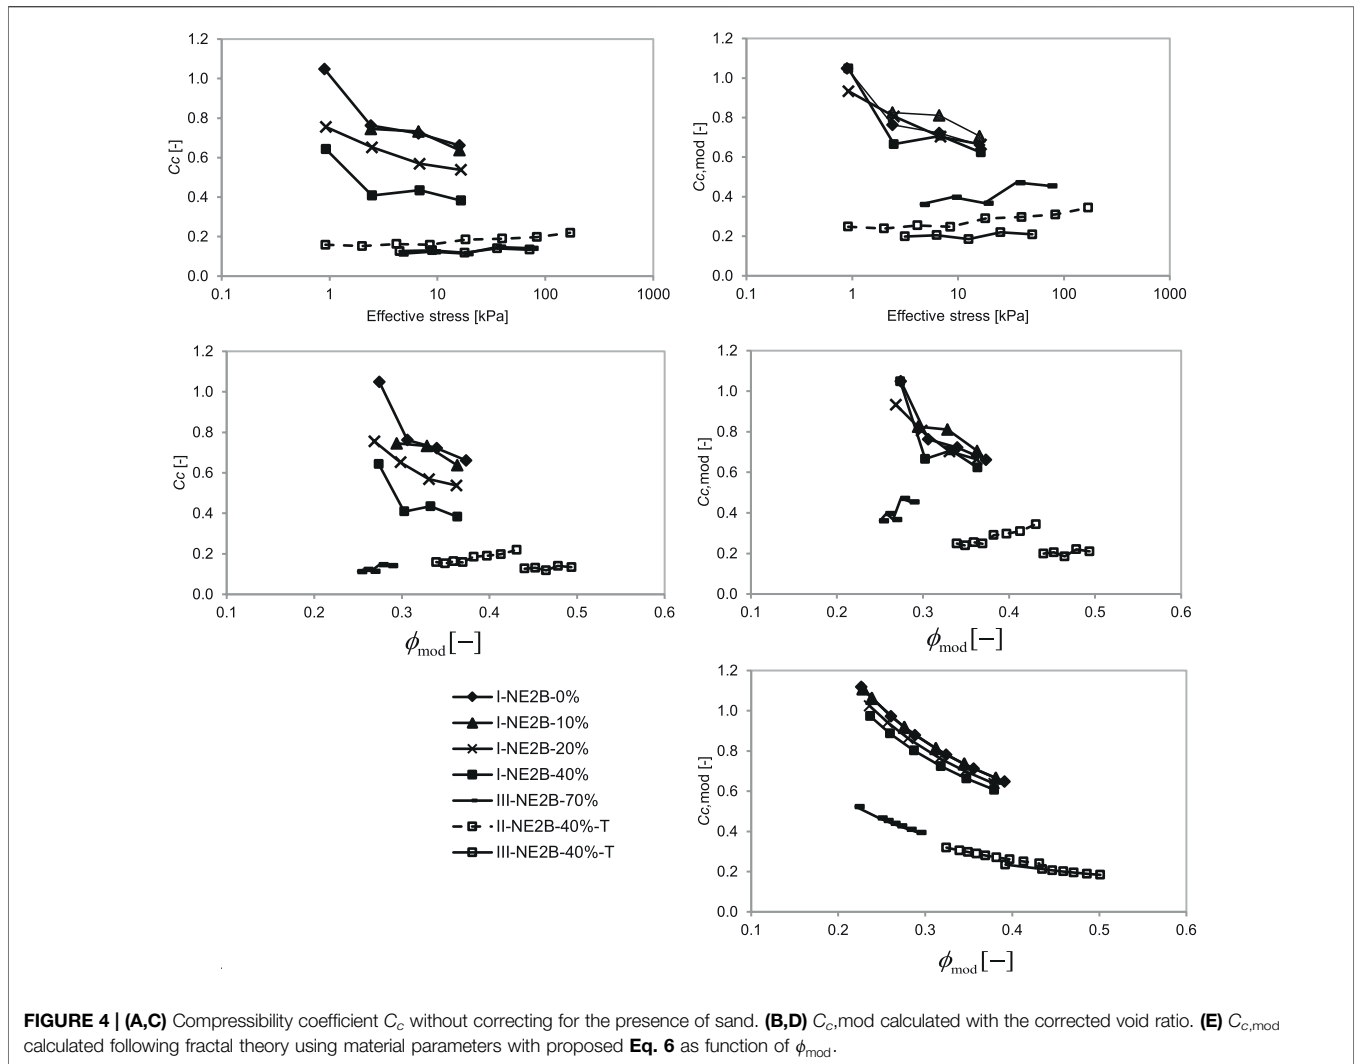 1.2
1.0
0.8
0.6
0.4
0.2
0.0
Cc [-]
0.1 1 10 100 1000
Effective stress [kPa]
1.2
1.0
0.8
0.6
0.4
0.2
0.0
Cc,mod [-]
0.1 1 10 100 1000
Effective stress [kPa]
1.2
1.0
0.8
0.6
0.4
0.2
0.0
Cc [-]
0.1 0.2 0.3 0.4 0.5 0.6
ϕmod [−]
1.2
1.0
0.8
0.6
0.4
0.2
0.0
Cc,mod [-]
0.1 0.2 0.3 0.4 0.5 0.6
ϕmod [−]
I-NE2B-0%
I-NE2B-10%
I-NE2B-20%
I-NE2B-40%
III-NE2B-70%
II-NE2B-40%-T
III-NE2B-40%-T
1.2
1.0
0.8
0.6
0.4
0.2
0.0
Cc,mod [-]
0.1 0.2 0.3 0.4 0.5 0.6
ϕmod [−]
FIGURE 4 | (A,C) Compressibility coefficient Cc without correcting for the presence of sand. (B,D) Cc,mod calculated with the corrected void ratio. (E) Cc,mod
calculated following fractal theory using material parameters with proposed Eq. 6 as function of ϕmod.